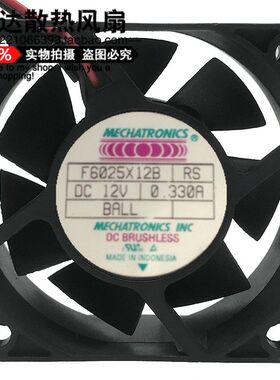 达散热风扇
221066393
实物拍摄 盗图必究
MECHATRONICS
F6025X12B RS
DC 12V 0.330A
BALL
MECHATRONICS INC
DC BRUSHLESS
MADE IN INDONESIA